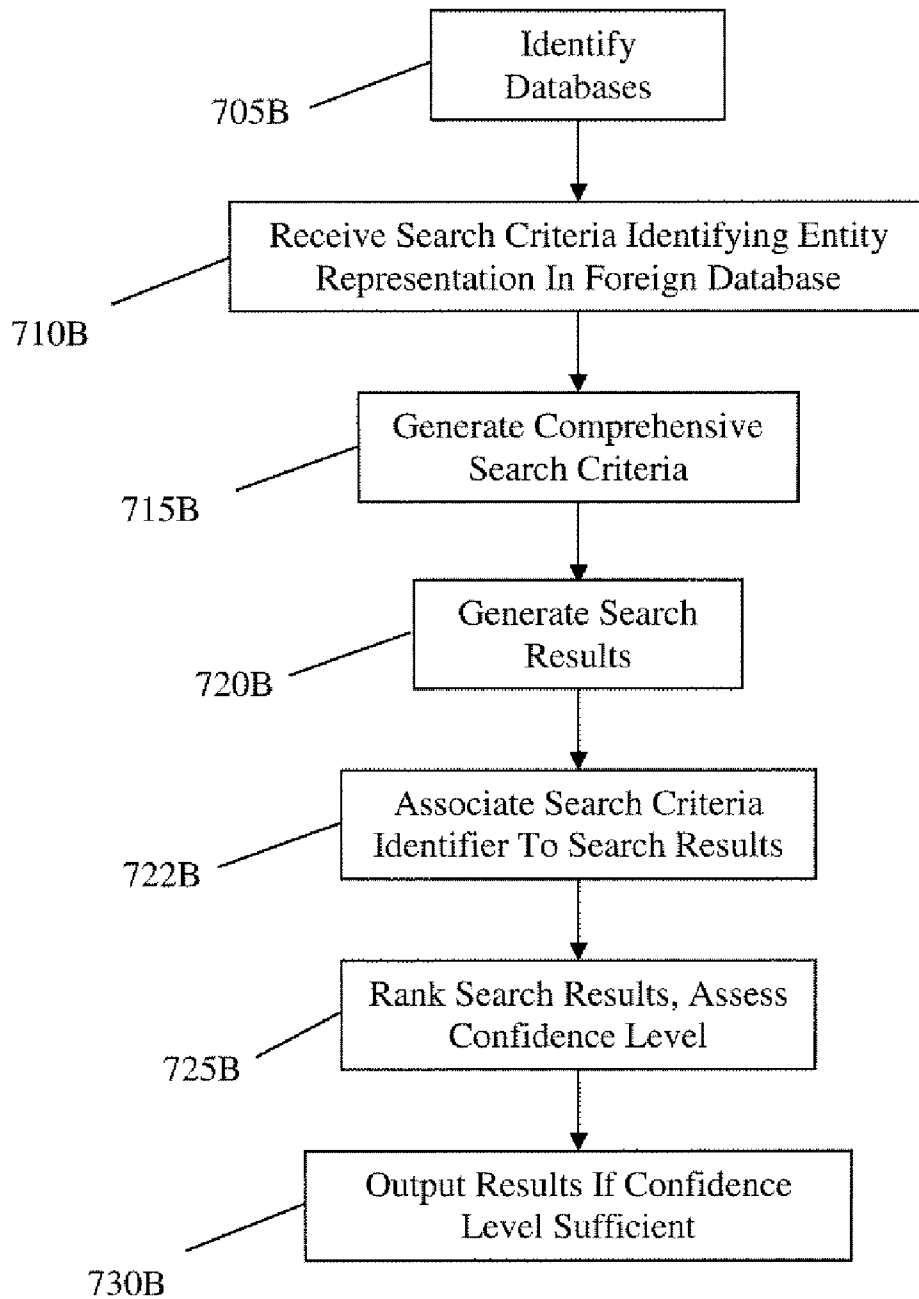 Identify
Databases
705B
Receive Search Criteria Identifying Entity
Representation In Foreign Database
710B
Generate Comprehensive
Search Criteria
715B
Generate Search
Results
720B
Associate Search Criteria
Identifier To Search Results
722B
Rank Search Results, Assess
Confidence Level
725B
Output Results If Confidence
Level Sufficient
730B